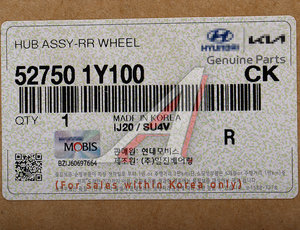 HUB ASSY-RR WHEEL
HYUNDAI KIA
Genuine Parts
52750 1Y100 CK
QTY 1 MADE IN KOREA
IJ20 / SU4V
R
MOBIS
BZIJ60697664
판매원: 현대모비스
제조원: (주)일진베어링
(For sales within Korea only)